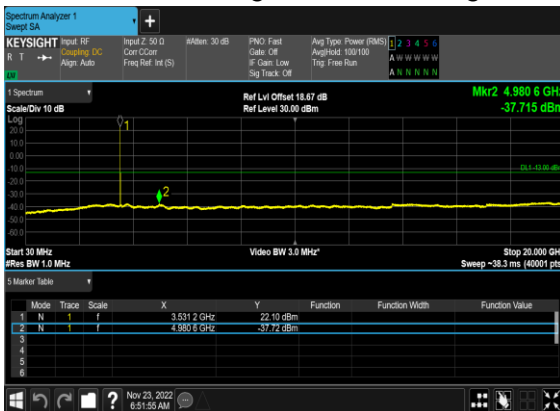 Spectrum Analyzer 1
Swept SA
KEYSIGHT Input: RF Input Z: 50 Ω #Atten: 30 dB PNO: Fast Avg Type: Power (RMS) 1 2 3 4 5 6
R T Coupling: DC Corr CCorr Gate: Off Avg|Hold: 100/100 A W W W W W
Align: Auto Freq Ref: Int (S) IF Gain: Low Trig: Free Run
LV Sig Track: Off A N N N N N
1 Spectrum Ref Lvl Offset 18.67 dB Mkr2 4.980 6 GHz
Scale/Div 10 dB Ref Level 30.00 dBm -37.715 dBm
Log
1
20.0
10.0
0.00
-10.0
DL1 -13.00 dBm
-20.0
-30.0
2
-40.0
-50.0
-60.0
Start 30 MHz Video BW 3.0 MHz* Stop 20.000 GH
#Res BW 1.0 MHz Sweep ~38.3 ms (40001 pts
5 Marker Table
Mode Trace Scale X Y Function Function Width Function Value
1 N 1 f 3.531 2 GHz 22.10 dBm
2 N 1 f 4.980 6 GHz -37.72 dBm
3
4
5
6
Nov 23, 2022
6:51:55 AM